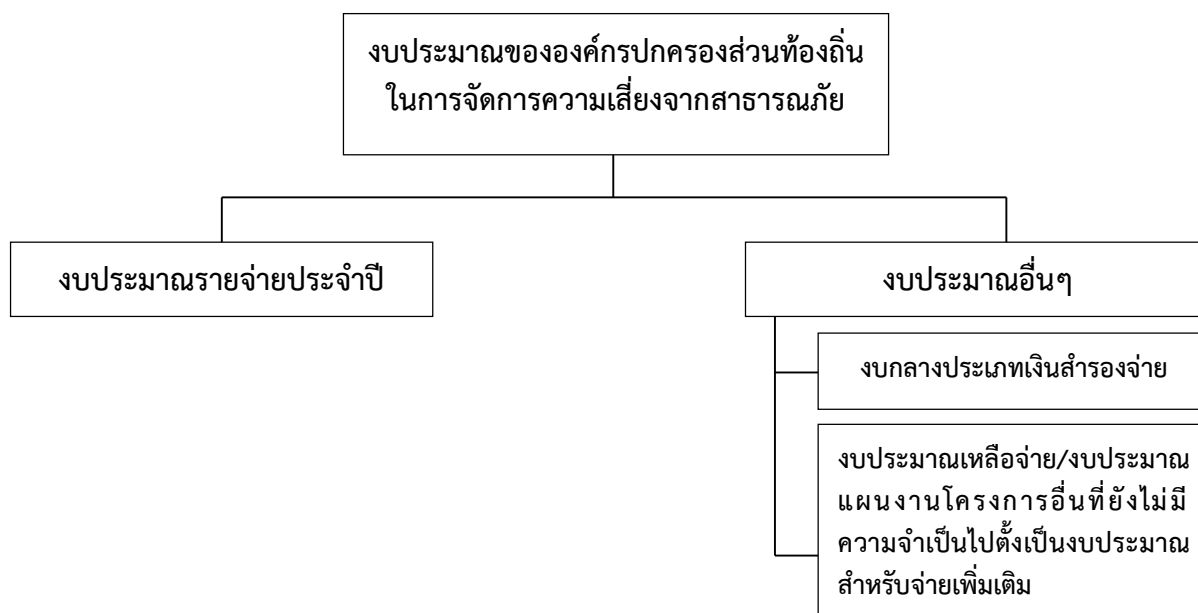 งบประมาณขององค์กรปกครองส่วนท้องถิ่น
ในการจัดการความเสี่ยงจากสาธารณภัย
งบประมาณรายจ่ายประจำปี
งบประมาณอื่นๆ
งบกลางประเภทเงินสำรองจ่าย
งบประมาณเหลือจ่าย/งบประมาณ
แผนงานโครงการอื่นที่ยังไม่มี
ความจำเป็นไปตั้งเป็นงบประมาณ
สำหรับจ่ายเพิ่มเติม